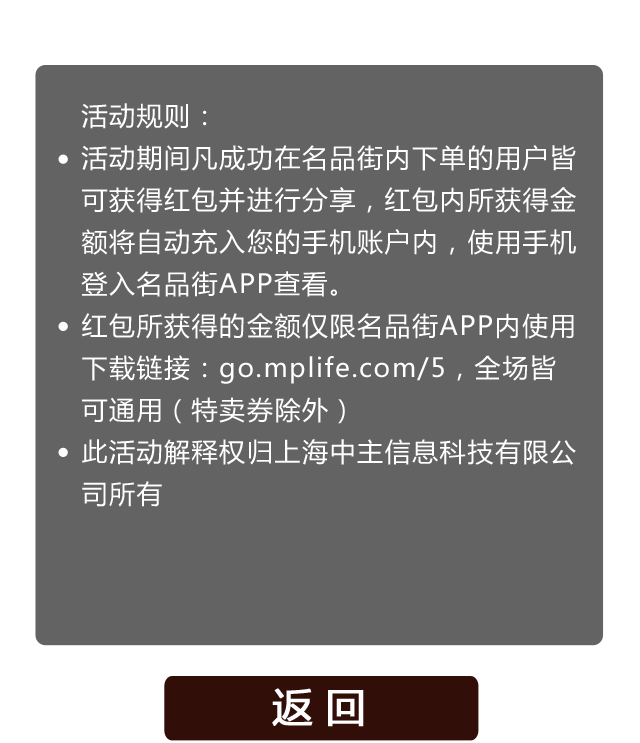 活动规则：
• 活动期间凡成功在名品街内下单的用户皆
可获得红包并进行分享，红包内所获得金
额将自动充入您的手机账户内，使用手机
登入名品街APP查看。
• 红包所获得的金额仅限名品街APP内使用
下载链接：go.mplife.com/5，全场皆
可通用（特卖券除外）
• 此活动解释权归上海中主信息科技有限公
司所有
返回